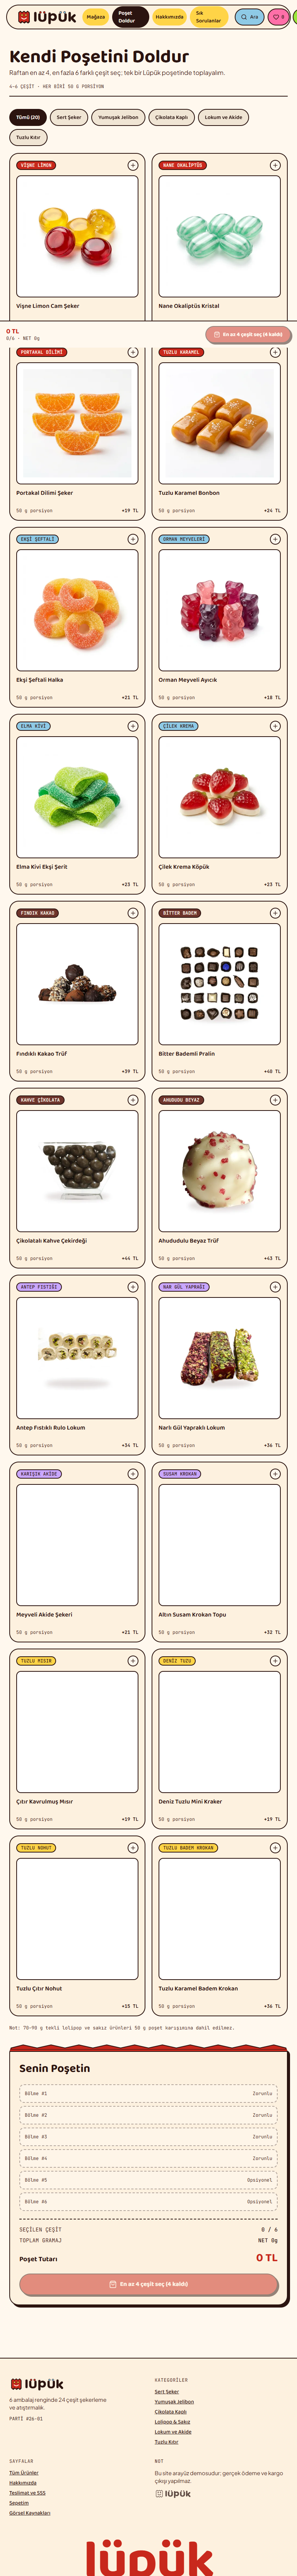 lüpük
Mağaza
Poşet
Doldur
Hakkımızda
Sık
Sorulanlar
Ara
0
Kendi Poşetini Doldur
Raftan en az 4, en fazla 6 farklı çeşit seç; tek bir Lüpük poşetinde toplayalım.
4–6 ÇEŞİT · HER BİRİ 50 G PORSİYON
Tümü (20)
Sert Şeker
Yumuşak Jelibon
Çikolata Kaplı
Lokum ve Akide
Tuzlu Kıtır
VİŞNE LİMON
NANE OKALİPTÜS
Vişne Limon Cam Şeker
Nane Okaliptüs Kristal
0 TL
0/6 · NET 0g
En az 4 çeşit seç (4 kaldı)
PORTAKAL DİLİMİ
TUZLU KARAMEL
Portakal Dilimi Şeker
Tuzlu Karamel Bonbon
50 g porsiyon +19 TL
50 g porsiyon +24 TL
EKŞİ ŞEFTALİ
ORMAN MEYVELERİ
Ekşi Şeftali Halka
Orman Meyveli Ayıcık
50 g porsiyon +21 TL
50 g porsiyon +18 TL
ELMA KİVİ
ÇİLEK KREMA
Elma Kivi Ekşi Şerit
Çilek Krema Köpük
50 g porsiyon +23 TL
50 g porsiyon +23 TL
FINDIK KAKAO
BİTTER BADEM
Fındıklı Kakao Trüf
Bitter Bademli Pralin
50 g porsiyon +39 TL
50 g porsiyon +40 TL
KAHVE ÇİKOLATA
AHUDUDU BEYAZ
Çikolatalı Kahve Çekirdeği
Ahududulu Beyaz Trüf
50 g porsiyon +44 TL
50 g porsiyon +43 TL
ANTEP FISTIĞI
NAR GÜL YAPRAĞI
Antep Fıstıklı Rulo Lokum
Narlı Gül Yapraklı Lokum
50 g porsiyon +34 TL
50 g porsiyon +36 TL
KARIŞIK AKİDE
SUSAM KROKAN
Meyveli Akide Şekeri
Altın Susam Krokan Topu
50 g porsiyon +21 TL
50 g porsiyon +32 TL
TUZLU MISIR
DENİZ TUZU
Çıtır Kavrulmuş Mısır
Deniz Tuzlu Mini Kraker
50 g porsiyon +19 TL
50 g porsiyon +19 TL
TUZLU NOHUT
TUZLU BADEM KROKAN
Tuzlu Çıtır Nohut
Tuzlu Karamel Badem Krokan
50 g porsiyon +15 TL
50 g porsiyon +36 TL
Not: 70–90 g tekli lolipop ve sakız ürünleri 50 g poşet karışımına dahil edilmez.
Senin Poşetin
Bölme #1 Zorunlu
Bölme #2 Zorunlu
Bölme #3 Zorunlu
Bölme #4 Zorunlu
Bölme #5 Opsiyonel
Bölme #6 Opsiyonel
SEÇİLEN ÇEŞİT 0 / 6
TOPLAM GRAMAJ NET 0g
Poşet Tutarı 0 TL
En az 4 çeşit seç (4 kaldı)
lüpük
6 ambalaj renginde 24 çeşit şekerleme
ve atıştırmalık.
PARTİ #26-01
KATEGORİLER
Sert Şeker
Yumuşak Jelibon
Çikolata Kaplı
Lolipop & Sakız
Lokum ve Akide
Tuzlu Kıtır
SAYFALAR
Tüm Ürünler
Hakkımızda
Teslimat ve SSS
Sepetim
Görsel Kaynakları
NOT
Bu site arayüz demosudur; gerçek ödeme ve kargo
çıkışı yapılmaz.
lüpük
lüpük